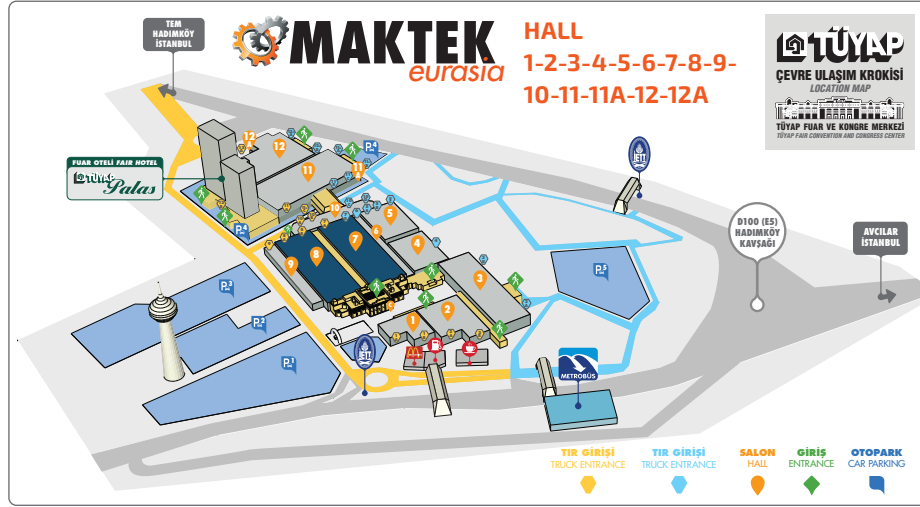 TEM
HADIMKÖY
İSTANBUL
MAKTEK
eurasia
HALL
1-2-3-4-5-6-7-8-9-
10-11-11A-12-12A
TÜYAP
ÇEVRE ULAŞIM KROKİSİ
LOCATION MAP
TÜYAP FUAR VE KONGRE MERKEZİ
TÜYAP FAIR CONVENTION AND CONGRESS CENTER
FUAR OTELİ FAIR HOTEL
TÜYAP
Palas
12
A
12
P4
11
11
A
JETT
P4
10
5
6
7
4
8
9
3
P5
D100 (E5)
HADIMKÖY
KAVŞAĞI
AVCILAR
İSTANBUL
P3
P2
P1
2
1
JETT
METROBÜS
TIR GİRİŞİ
TRUCK ENTRANCE
TIR GİRİŞİ
TRUCK ENTRANCE
SALON
HALL
GİRİŞ
ENTRANCE
OTOPARK
CAR PARKING